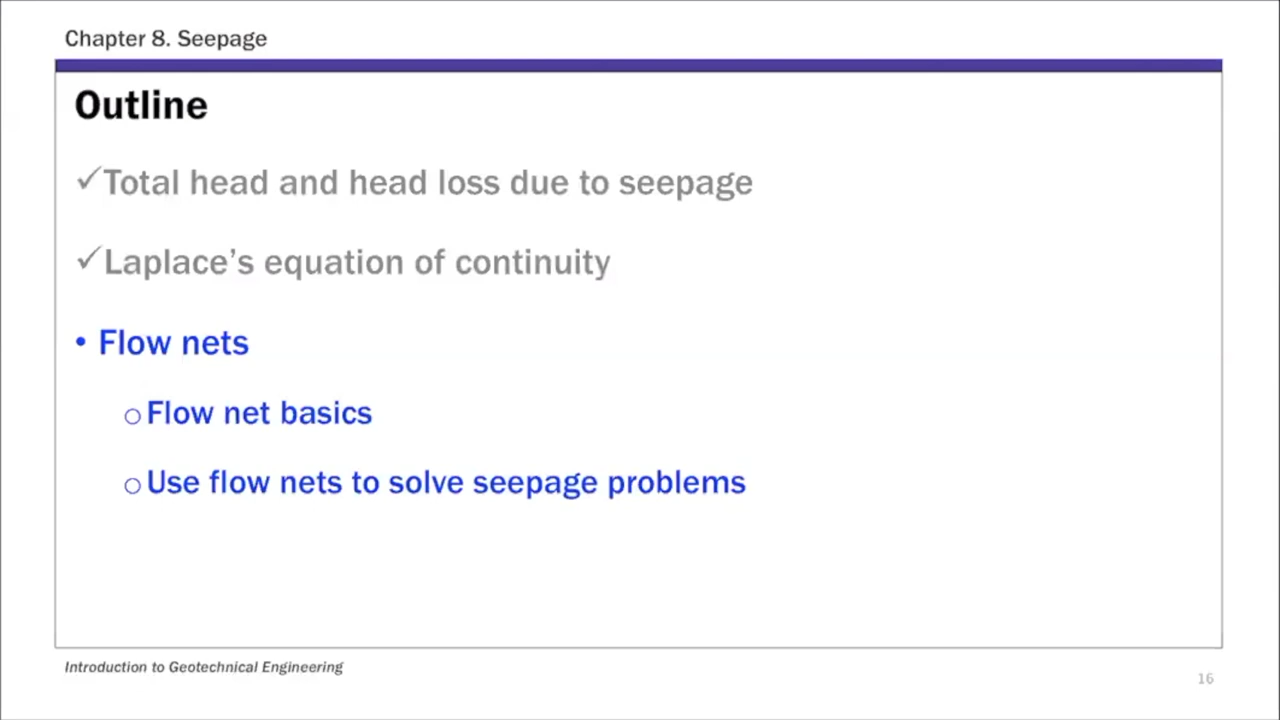 Chapter 8. Seepage
Outline
✓Total head and head loss due to seepage
✓Laplace’s equation of continuity
• Flow nets
○Flow net basics
○Use flow nets to solve seepage problems
Introduction to Geotechnical Engineering
16